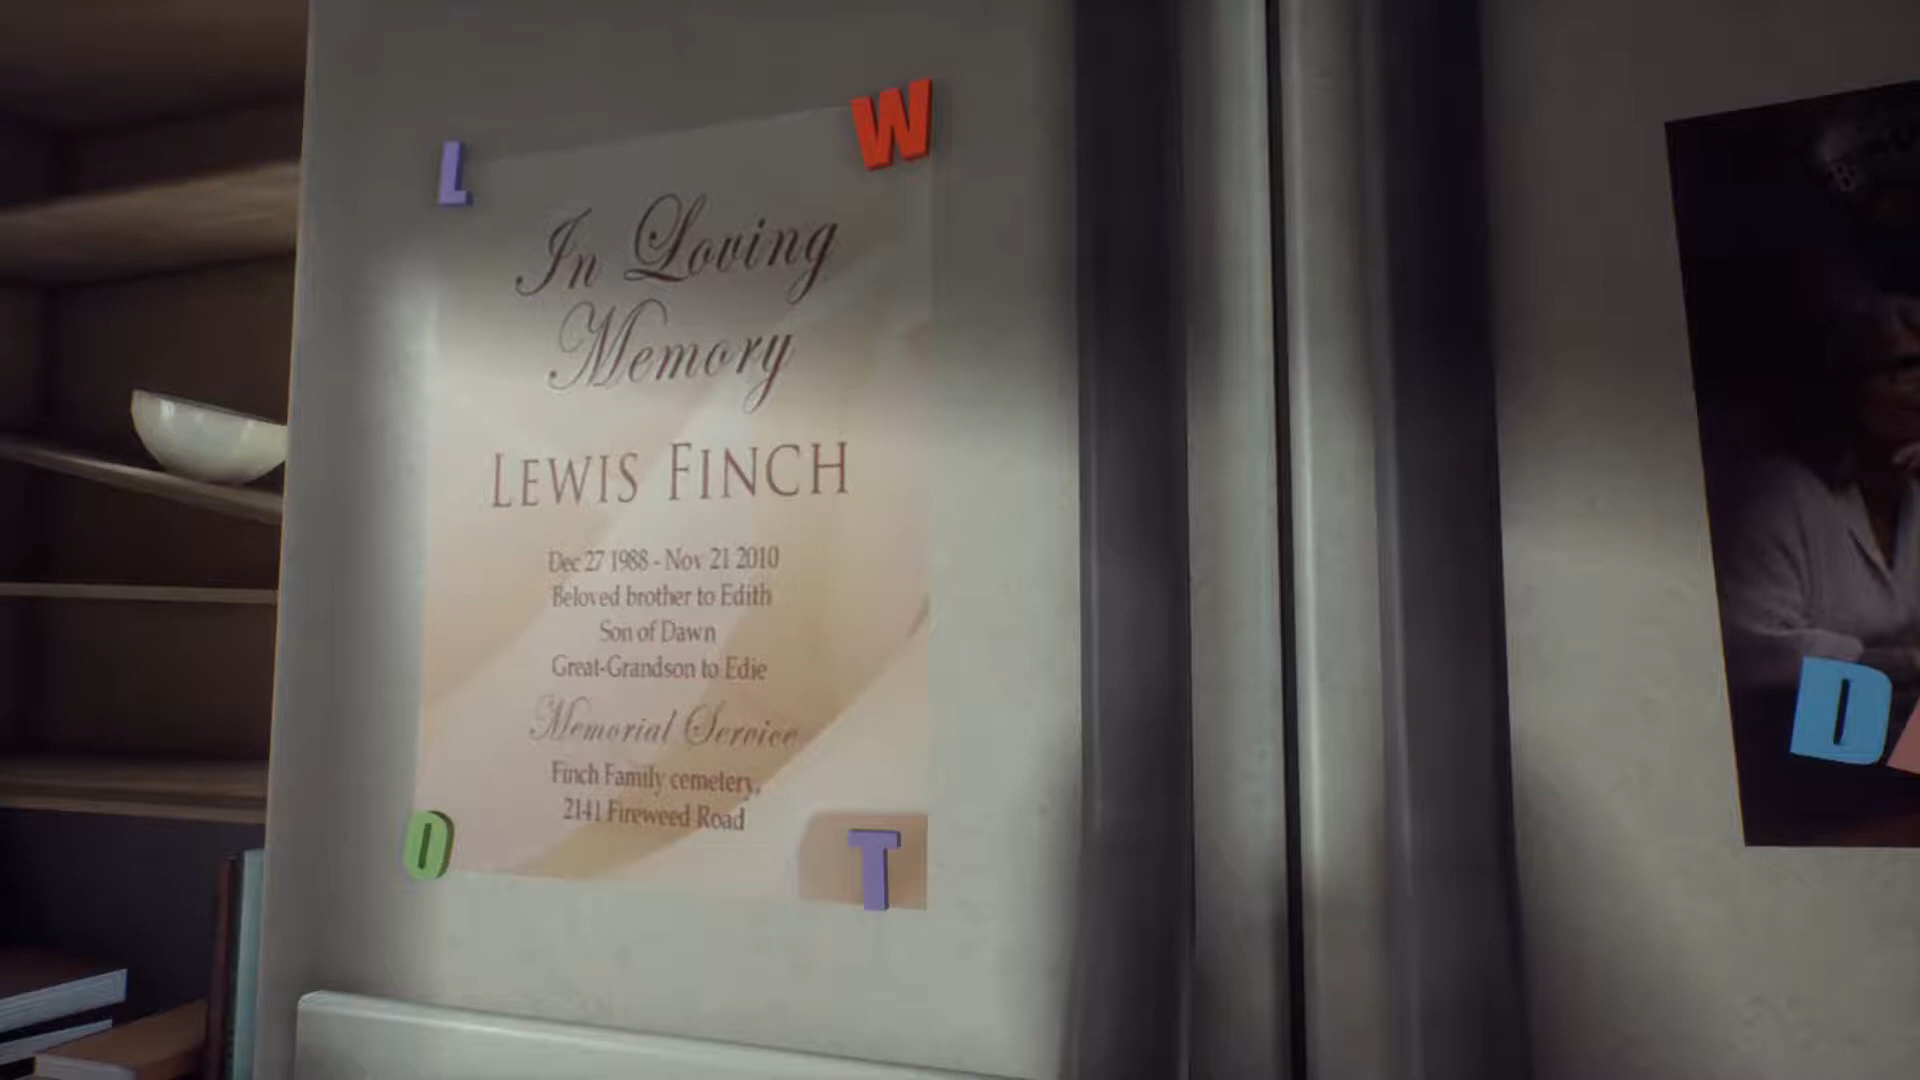 L W
In Loving
Memory
LEWIS FINCH
Dec 27 1988 - Nov 21 2010
Beloved brother to Edith
Son of Dawn
Great-Grandson to Edie
Memorial Service
Finch Family cemetery,
2141 Fireweed Road
O T
D